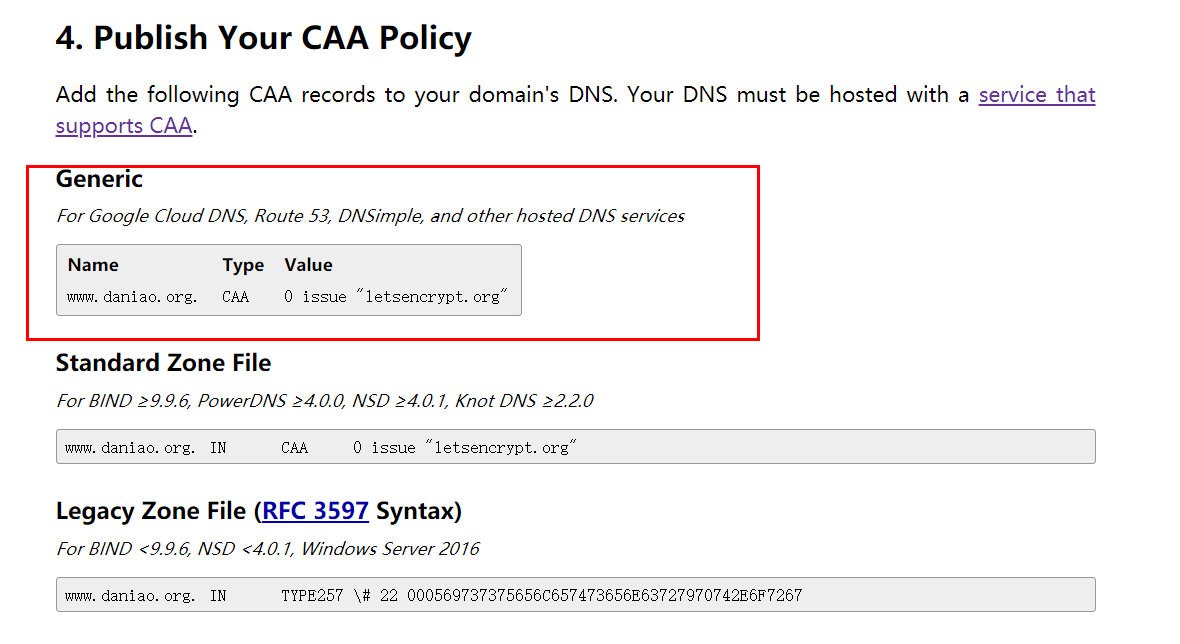 4. Publish Your CAA Policy
Add the following CAA records to your domain's DNS. Your DNS must be hosted with a service that
supports CAA.
Generic
For Google Cloud DNS, Route 53, DNSimple, and other hosted DNS services
Name Type Value
www.daniao.org. CAA 0 issue "letsencrypt.org"
Standard Zone File
For BIND ≥9.9.6, PowerDNS ≥4.0.0, NSD ≥4.0.1, Knot DNS ≥2.2.0
www.daniao.org. IN CAA 0 issue "letsencrypt.org"
Legacy Zone File (RFC 3597 Syntax)
For BIND <9.9.6, NSD <4.0.1, Windows Server 2016
www.daniao.org. IN TYPE257 \# 22 000569737375656C657473656E63727970742E6F7267